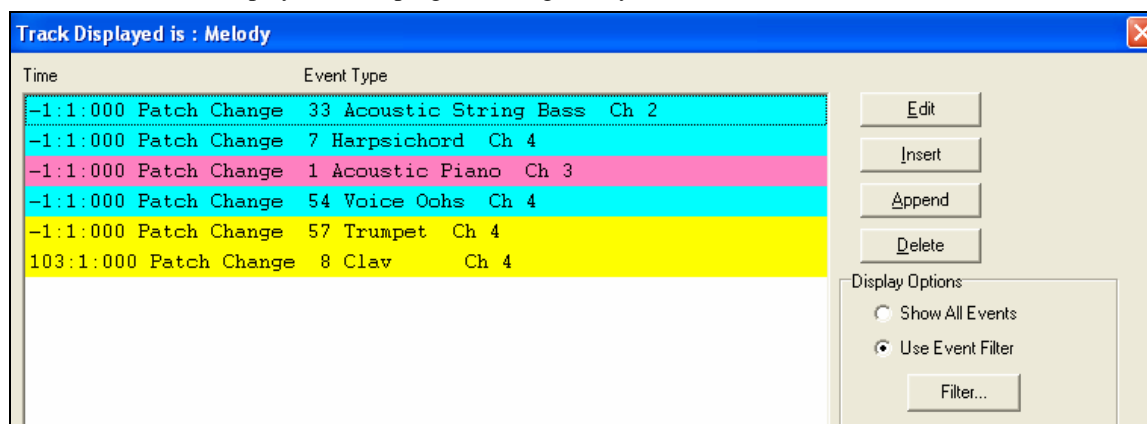 Track Displayed is : Melody
Time Event Type
-1:1:000 Patch Change 33 Acoustic String Bass Ch 2
-1:1:000 Patch Change 7 Harpsichord Ch 4
-1:1:000 Patch Change 1 Acoustic Piano Ch 3
-1:1:000 Patch Change 54 Voice Oohs Ch 4
-1:1:000 Patch Change 57 Trumpet Ch 4
103:1:000 Patch Change 8 Clav Ch 4
Edit
Insert
Append
Delete
Display Options
Show All Events
Use Event Filter
Filter...